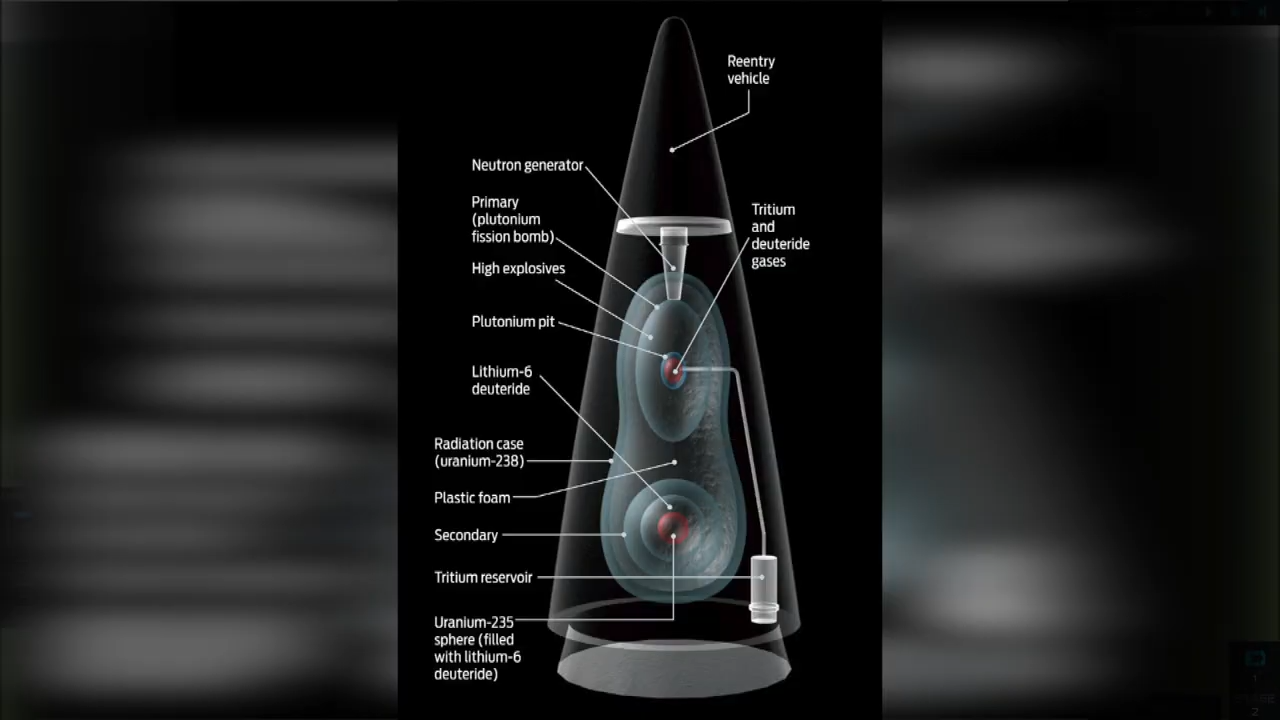 Reentry
vehicle
Neutron generator
Primary
(plutonium
fission bomb)
Tritium
and
deuteride
gases
High explosives
Plutonium pit
Lithium-6
deuteride
Radiation case
(uranium-238)
Plastic foam
Secondary
Tritium reservoir
Uranium-235
sphere (filled
with lithium-6
deuteride)